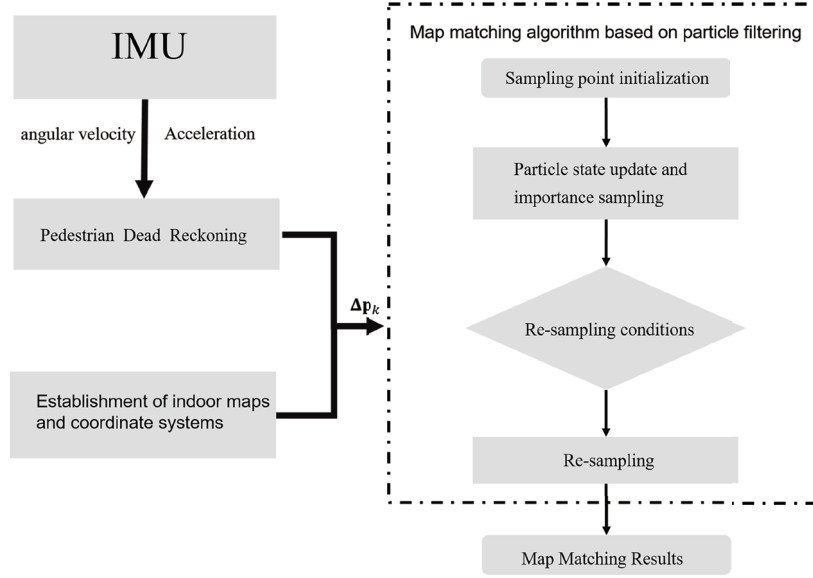 IMU
angular velocity
Acceleration
Pedestrian Dead Reckoning
Establishment of indoor maps
and coordinate systems
Δpₖ
Map matching algorithm based on particle filtering
Sampling point initialization
Particle state update and
importance sampling
Re-sampling conditions
Re-sampling
Map Matching Results